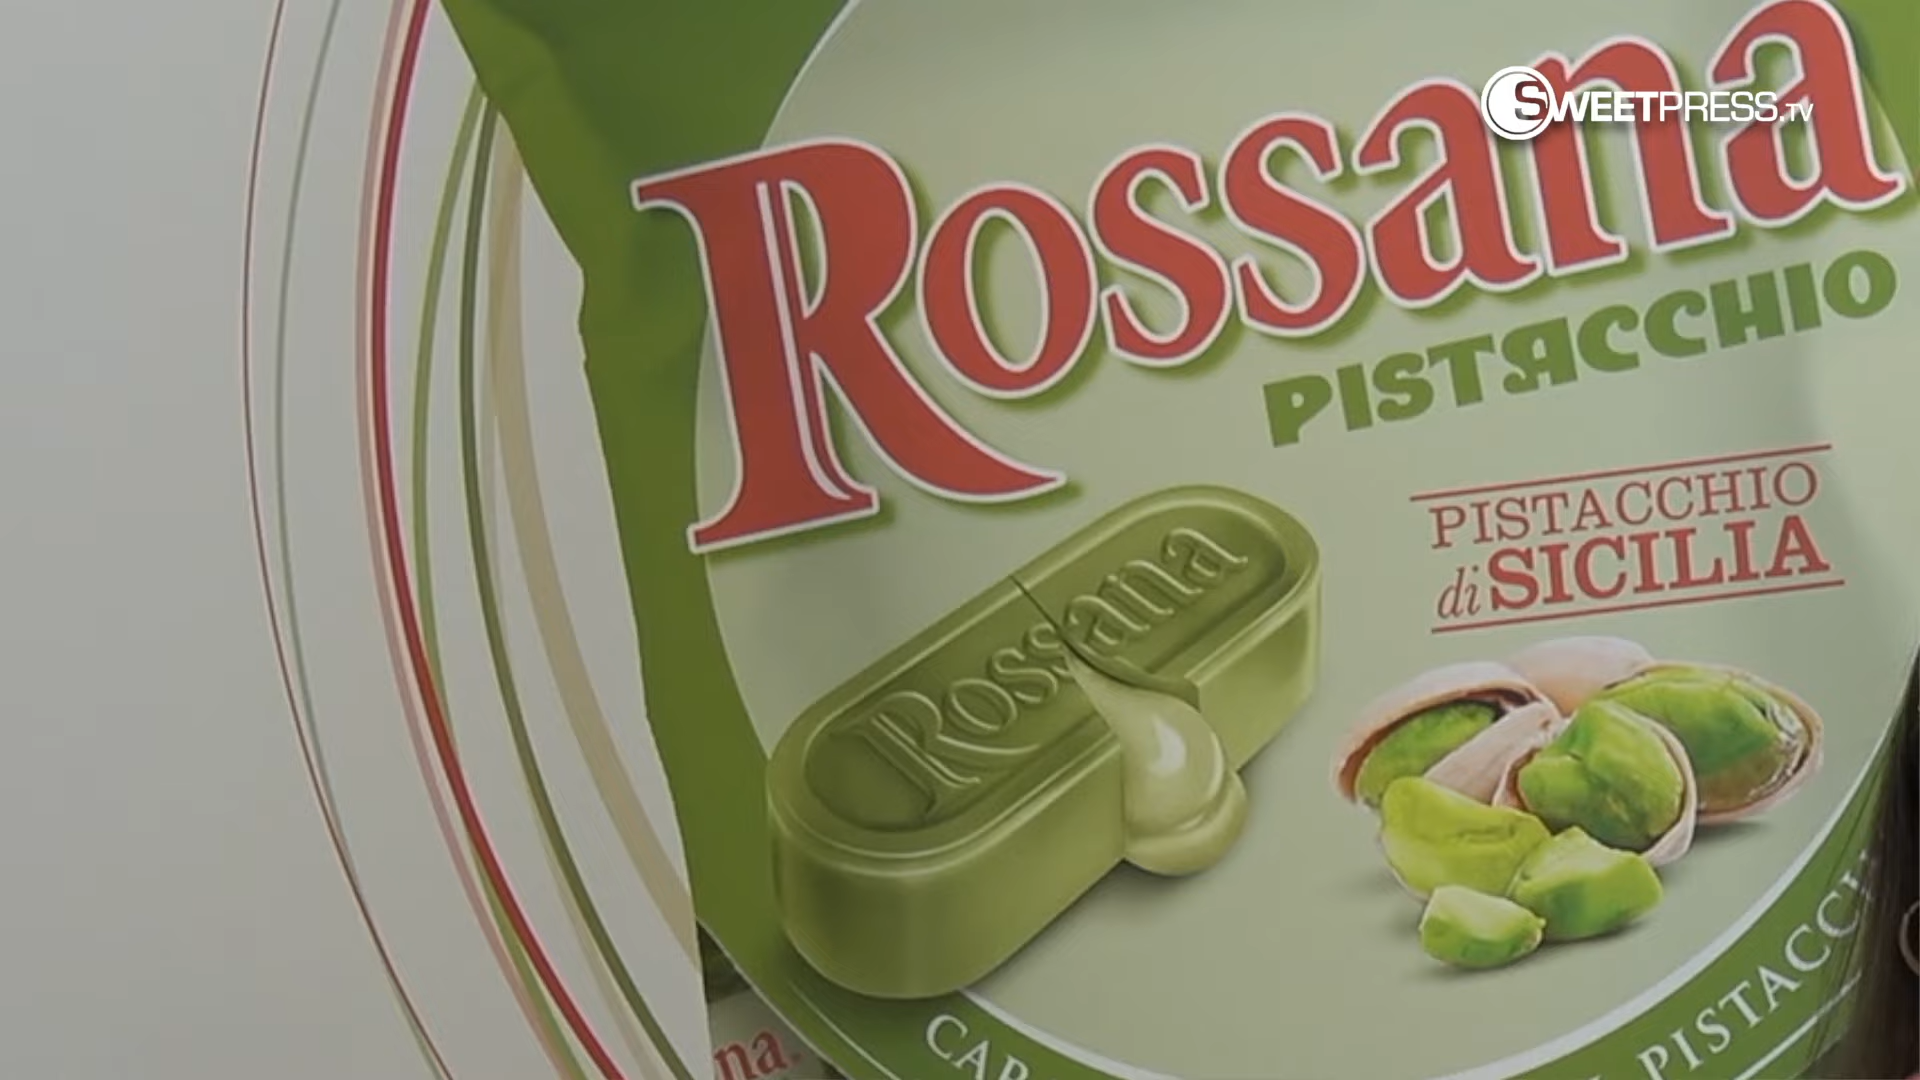 SWEETPRESS.TV
Rossana
PISTACCHIO
PISTACCHIO
di SICILIA
Rossana